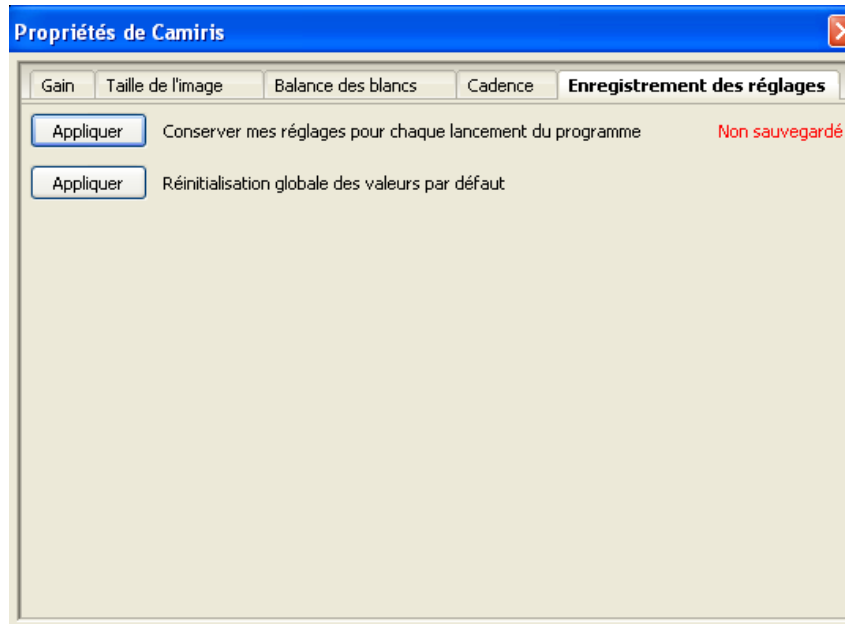 Propriétés de Camiris
Gain Taille de l'image Balance des blancs Cadence Enregistrement des réglages
Appliquer Conserver mes réglages pour chaque lancement du programme Non sauvegardé
Appliquer Réinitialisation globale des valeurs par défaut